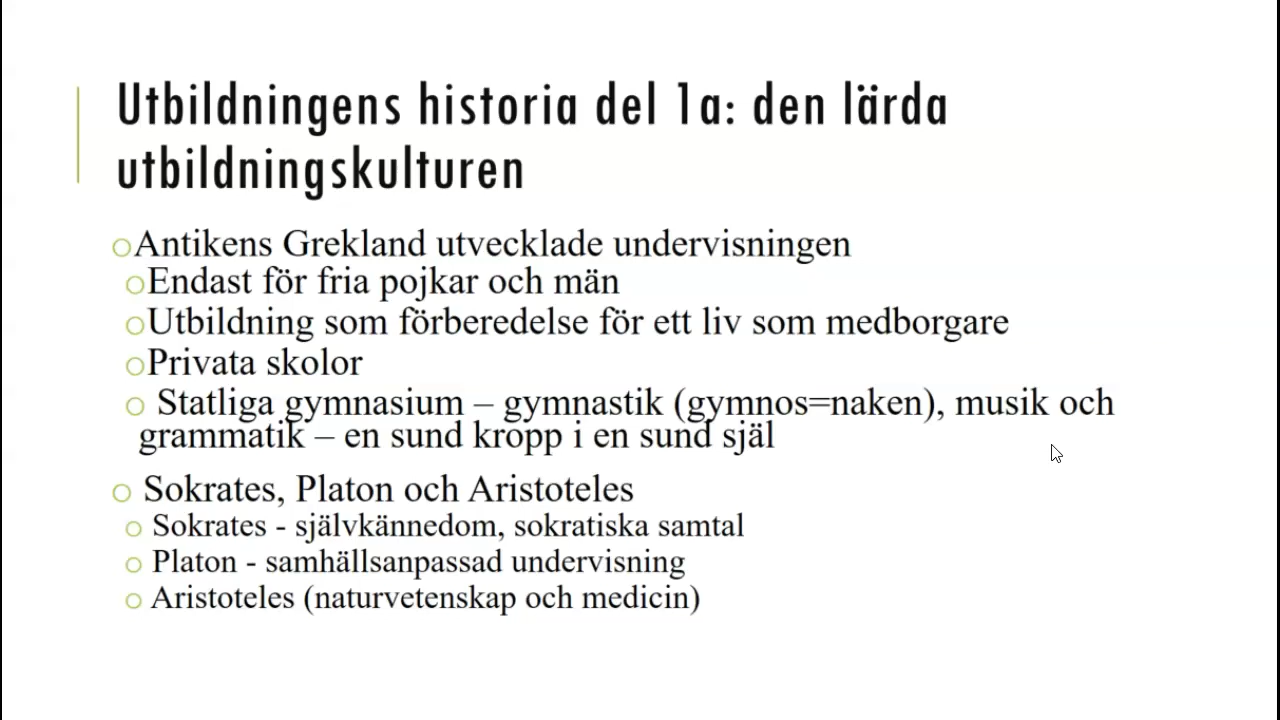 Utbildningens historia del 1a: den lärda
utbildningskulturen
Antikens Grekland utvecklade undervisningen
Endast för fria pojkar och män
Utbildning som förberedelse för ett liv som medborgare
Privata skolor
Statliga gymnasium – gymnastik (gymnos=naken), musik och
grammatik – en sund kropp i en sund själ
Sokrates, Platon och Aristoteles
Sokrates - självkännedom, sokratiska samtal
Platon - samhällsanpassad undervisning
Aristoteles (naturvetenskap och medicin)